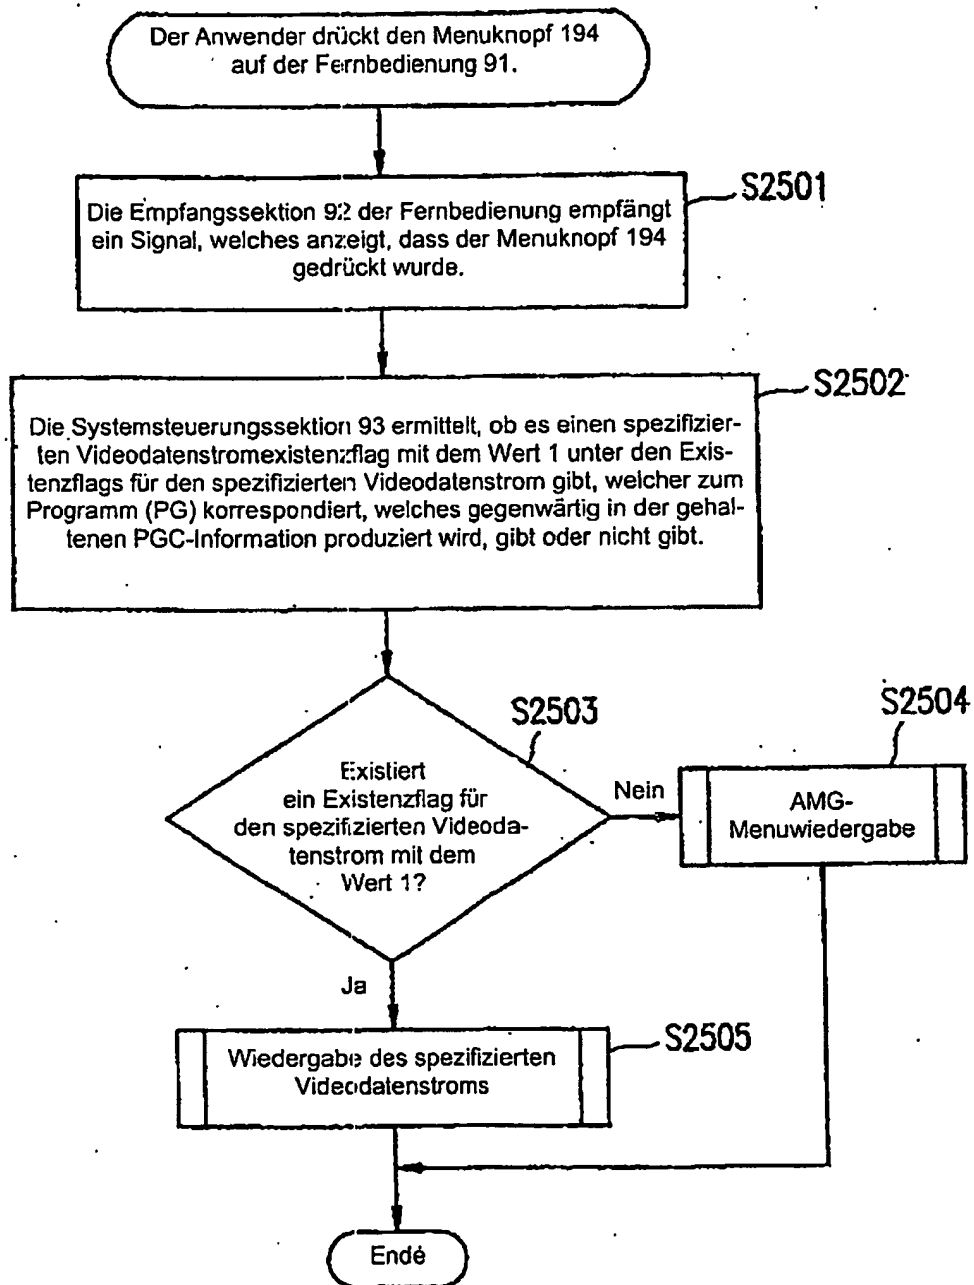 Der Anwender drückt den Menuknopf 194
auf der Fernbedienung 91.
S2501
Die Empfangssektion 92 der Fernbedienung empfängt
ein Signal, welches anzeigt, dass der Menuknopf 194
gedrückt wurde.
S2502
Die Systemsteuerungssektion 93 ermittelt, ob es einen spezifizier-
ten Videodatenstromexistenzflag mit dem Wert 1 unter den Exis-
tenzflags für den spezifizierten Videodatenstrom gibt, welcher zum
Programm (PG) korrespondiert, welches gegenwärtig in der gehal-
tenen PGC-Information produziert wird, gibt oder nicht gibt.
S2503
S2504
Existiert
ein Existenzflag für
den spezifizierten Videoda-
tenstrom mit dem
Wert 1?
Nein
AMG-
Menuwiedergabe
Ja
S2505
Wiedergabe des spezifizierten
Videodatenstroms
Ende